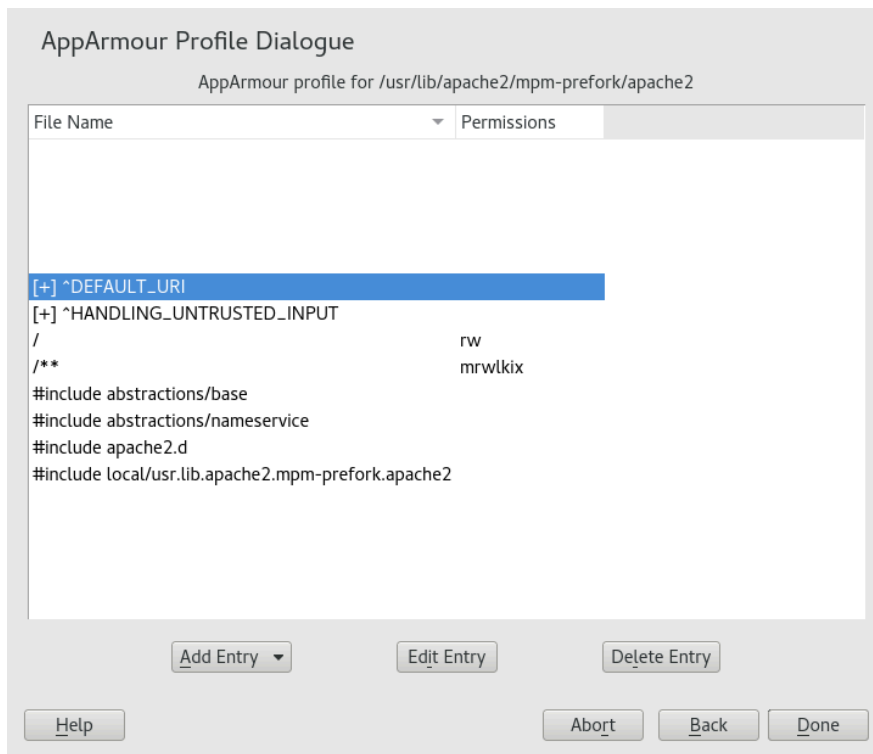 AppArmour Profile Dialogue
AppArmour profile for /usr/lib/apache2/mpm-prefork/apache2
File Name Permissions
[+] ^DEFAULT_URI
[+] ^HANDLING_UNTRUSTED_INPUT
/ rw
/** mrwlkix
#include abstractions/base
#include abstractions/nameservice
#include apache2.d
#include local/usr.lib.apache2.mpm-prefork.apache2
Add Entry Edit Entry Delete Entry
Help Abort Back Done